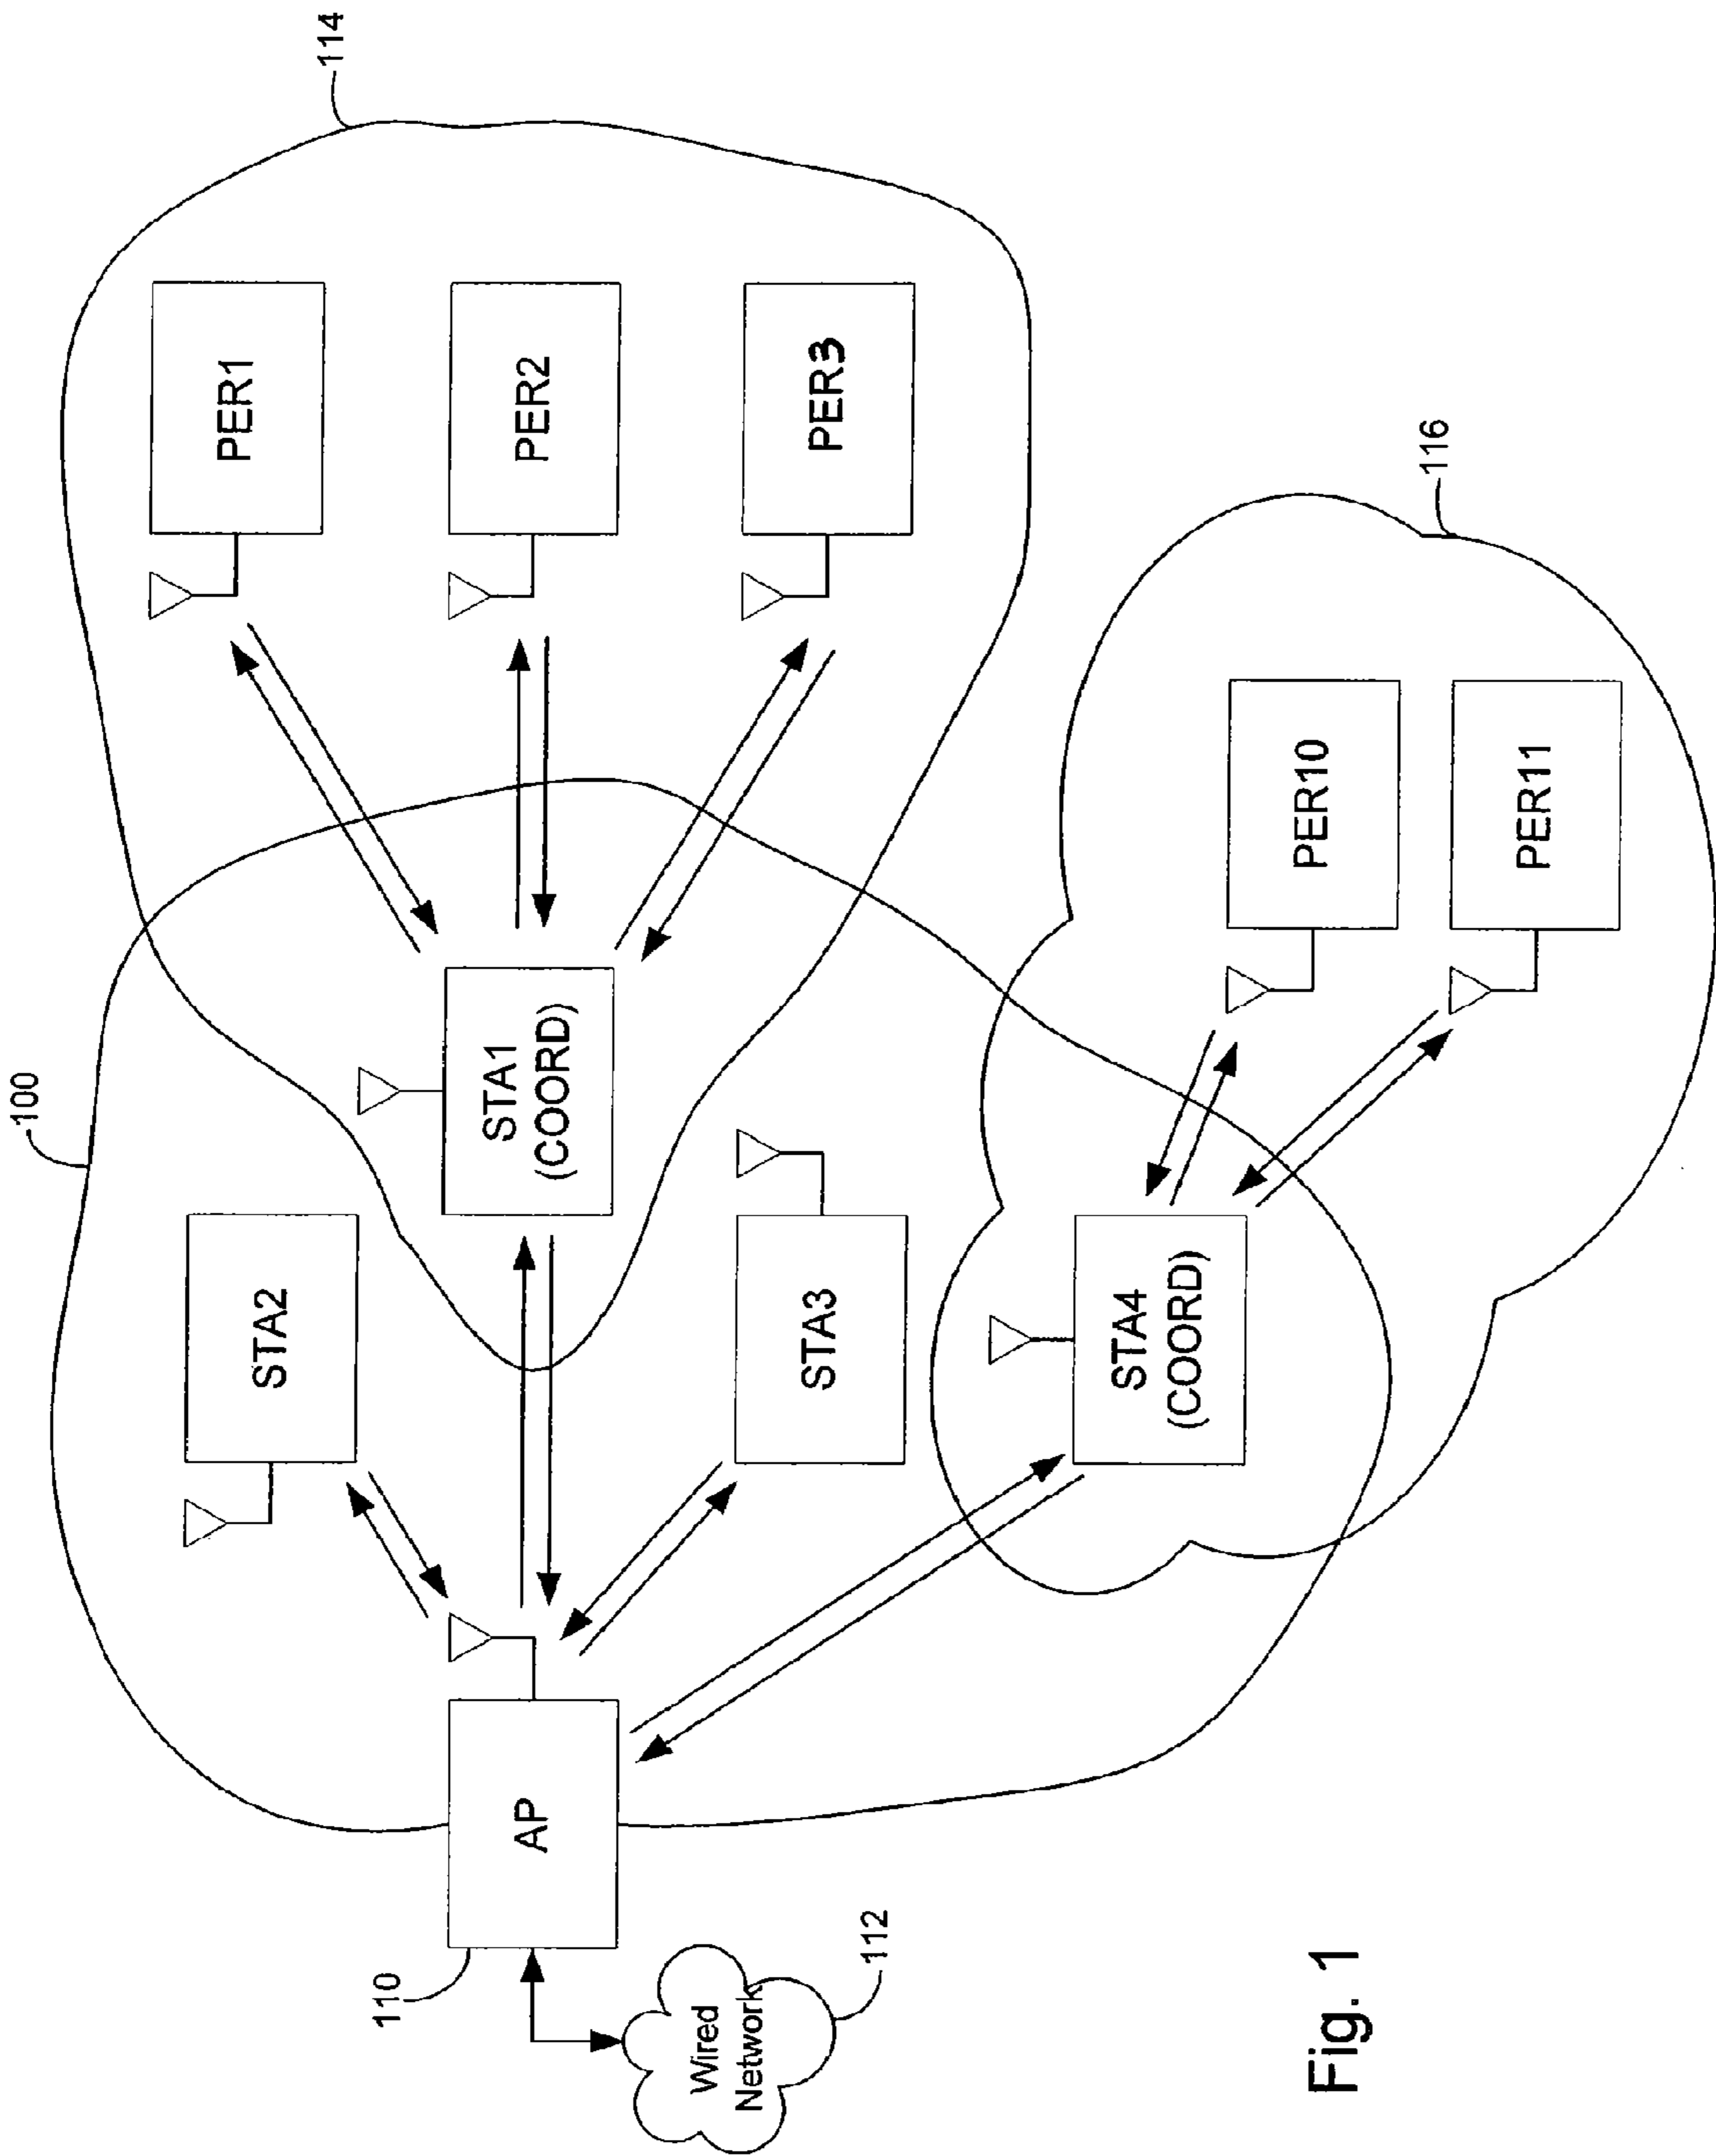 100
114
STA2
PER1
110
AP
STA1
(COORD)
PER2
Wired
Network
112
STA3
PER3
STA4
(COORD)
116
PER10
PER11
Fig. 1